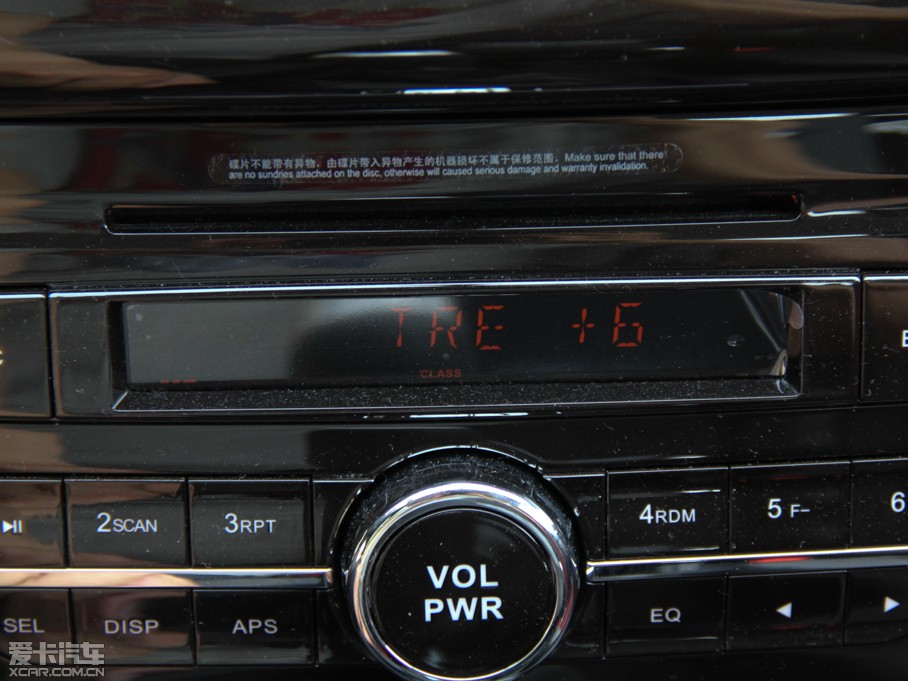 碟片不能带有异物，由碟片带入异物产生的机器损坏不属于保修范围。Make sure that there
are no sundries attached on the disc, otherwise will caused serious damage and warranty invalidation.
TRE +6
CLASS
2SCAN
3RPT
4RDM
5 F-
6
VOL
PWR
SEL
DISP
APS
EQ
爱卡汽车
XCAR.COM.CN